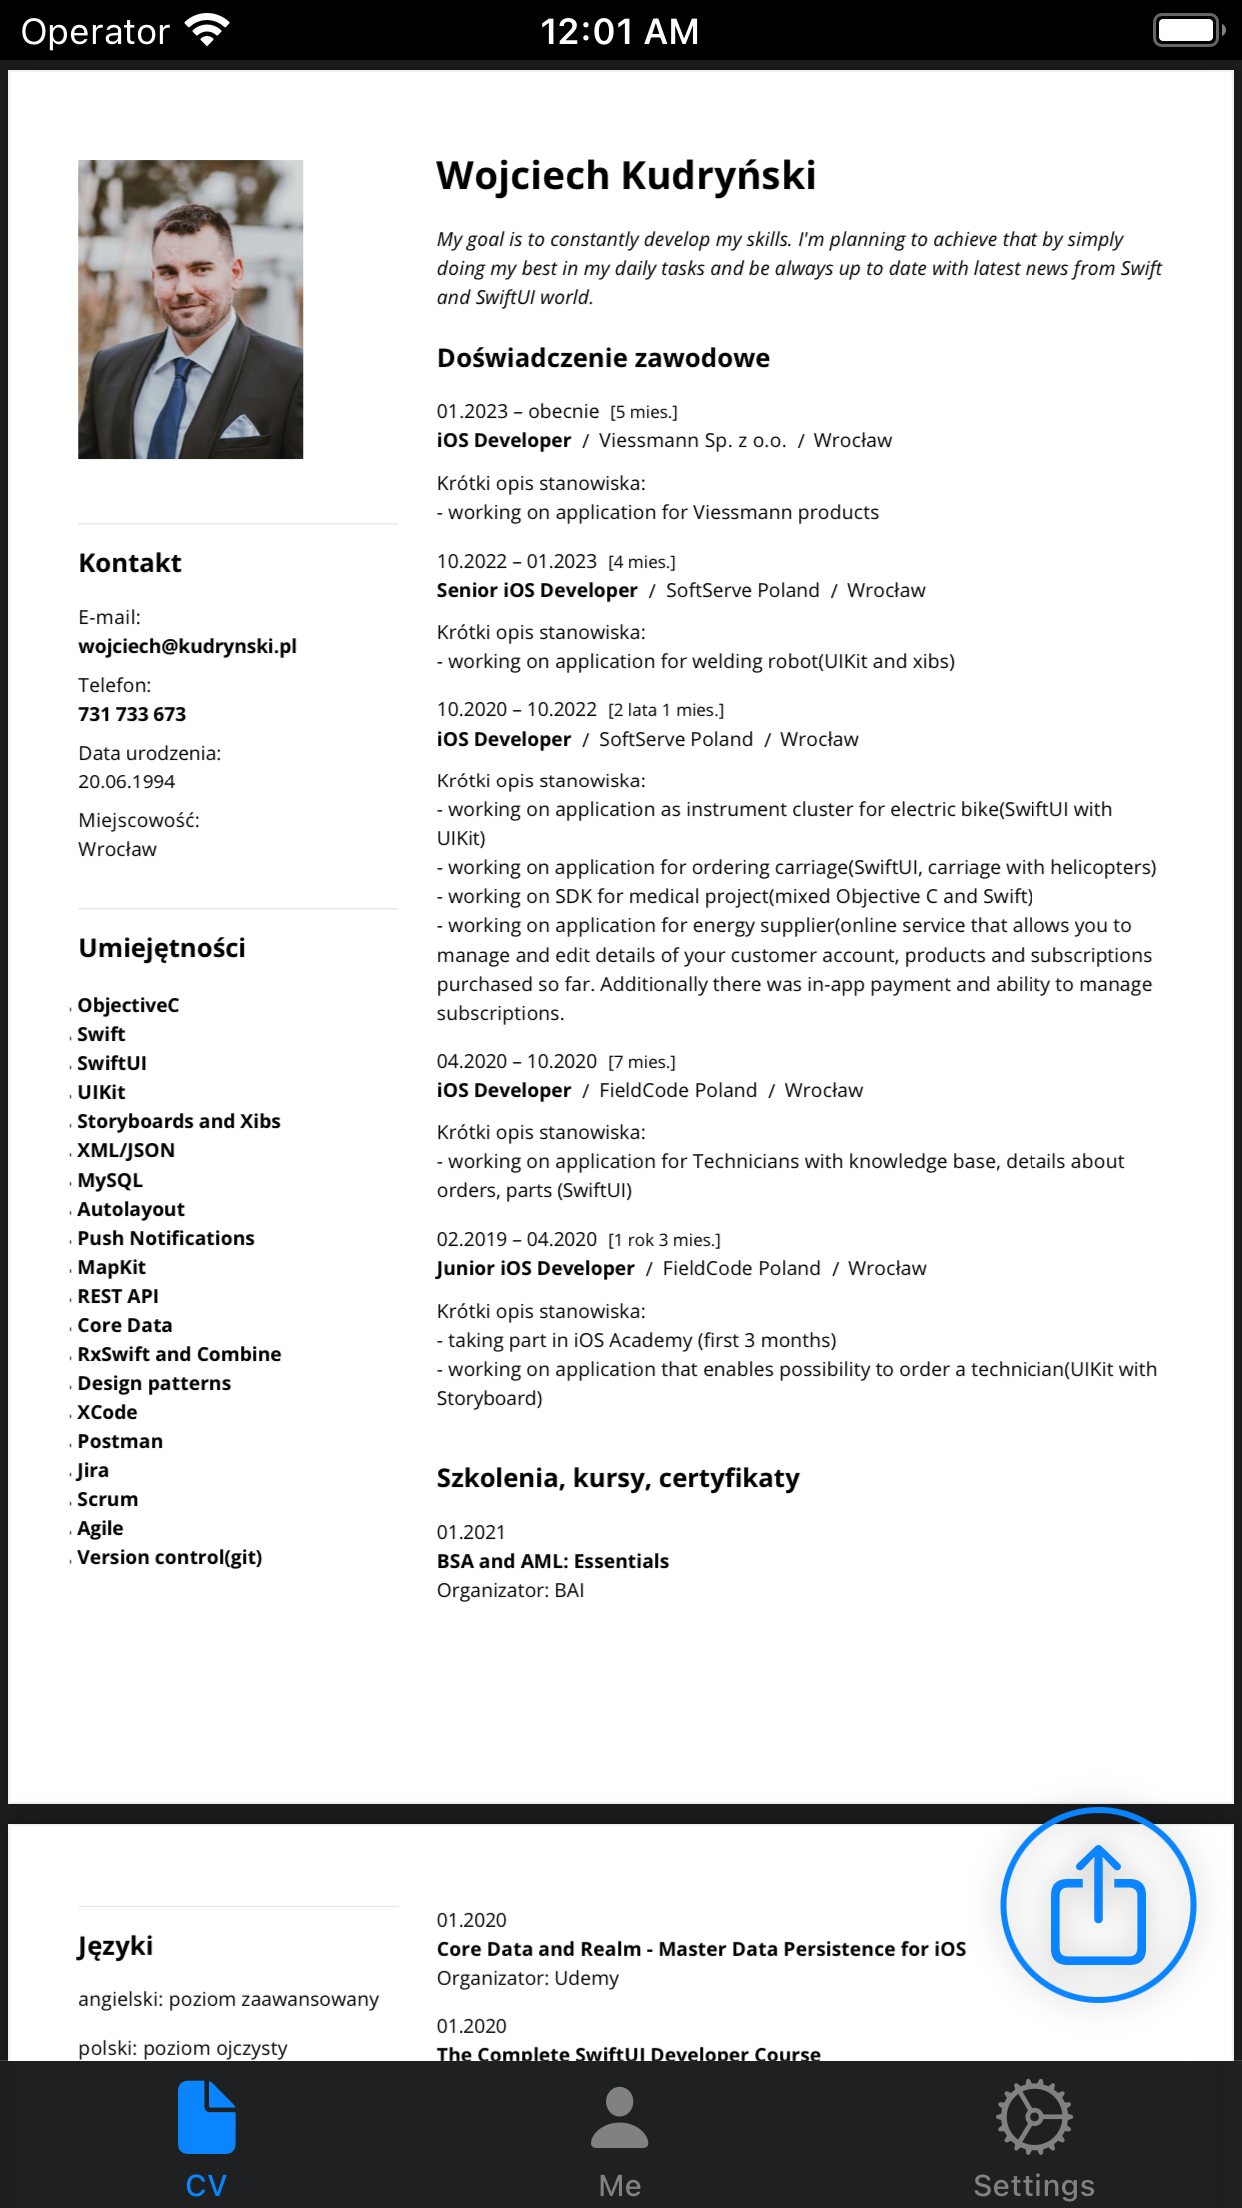 Operator
12:01 AM
Wojciech Kudryński
My goal is to constantly develop my skills. I'm planning to achieve that by simply
doing my best in my daily tasks and be always up to date with latest news from Swift
and SwiftUI world.
Kontakt
E-mail:
wojciech@kudrynski.pl
Telefon:
731 733 673
Data urodzenia:
20.06.1994
Miejscowość:
Wrocław
Umiejętności
ObjectiveC
Swift
SwiftUI
UIKit
Storyboards and Xibs
XML/JSON
MySQL
Autolayout
Push Notifications
MapKit
REST API
Core Data
RxSwift and Combine
Design patterns
XCode
Postman
Jira
Scrum
Agile
Version control(git)
Doświadczenie zawodowe
01.2023 – obecnie [5 mies.]
iOS Developer / Viessmann Sp. z o.o. / Wrocław
Krótki opis stanowiska:
- working on application for Viessmann products
10.2022 – 01.2023 [4 mies.]
Senior iOS Developer / SoftServe Poland / Wrocław
Krótki opis stanowiska:
- working on application for welding robot(UIKit and xibs)
10.2020 – 10.2022 [2 lata 1 mies.]
iOS Developer / SoftServe Poland / Wrocław
Krótki opis stanowiska:
- working on application as instrument cluster for electric bike(SwiftUI with
UIKit)
- working on application for ordering carriage(SwiftUI, carriage with helicopters)
- working on SDK for medical project(mixed Objective C and Swift)
- working on application for energy supplier(online service that allows you to
manage and edit details of your customer account, products and subscriptions
purchased so far. Additionally there was in-app payment and ability to manage
subscriptions.
04.2020 – 10.2020 [7 mies.]
iOS Developer / FieldCode Poland / Wrocław
Krótki opis stanowiska:
- working on application for Technicians with knowledge base, details about
orders, parts (SwiftUI)
02.2019 – 04.2020 [1 rok 3 mies.]
Junior iOS Developer / FieldCode Poland / Wrocław
Krótki opis stanowiska:
- taking part in iOS Academy (first 3 months)
- working on application that enables possibility to order a technician(UIKit with
Storyboard)
Szkolenia, kursy, certyfikaty
01.2021
BSA and AML: Essentials
Organizator: BAI
Języki
angielski: poziom zaawansowany
polski: poziom ojczysty
01.2020
Core Data and Realm - Master Data Persistence for iOS
Organizator: Udemy
01.2020
The Complete SwiftUI Developer Course
CV
Me
Settings